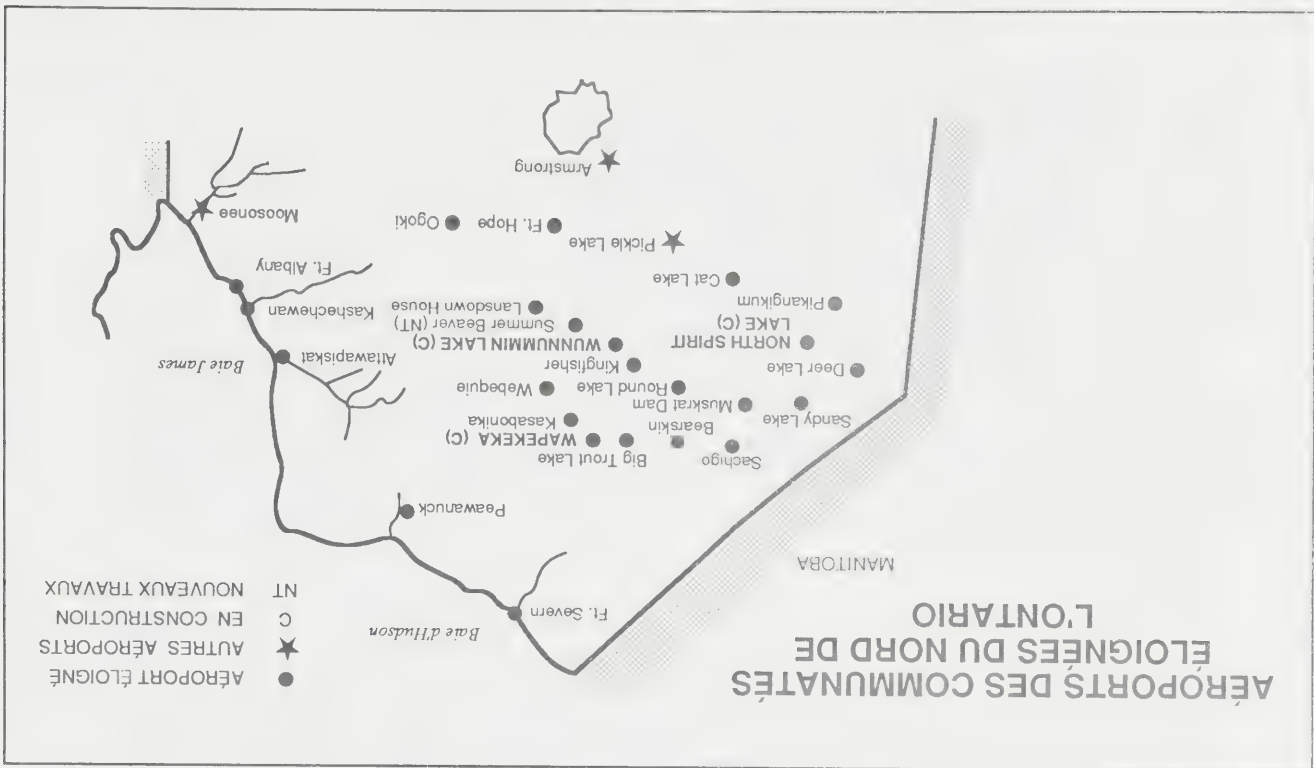 AÉROPORTS DES COMMUNATÉS
ÉLOIGNÉES DU NORD DE
L'ONTARIO
AÉROPORT ÉLOIGNÉ
AUTRES AÉROPORTS
C EN CONSTRUCTION
NT NOUVEAUX TRAVAUX
MANITOBA
Ft. Severn
Baie d'Hudson
Peawanuck
Sachigo
Big Trout
Lake
WAPEKEKA (C)
Bearskin
Kasabonika
Sandy Lake
Muskrat Dam
Round Lake
Webequie
Deer Lake
Kingfisher
Attawapiskat
Baie James
NORTH SPIRIT
LAKE (C)
WUNNUMMIN LAKE (C)
Summer Beaver (NT)
Lansdown House
Kashechewan
Pikangikum
Cat Lake
Ft. Albany
Pickle Lake
Ft. Hope
Ogoki
Moosonee
Armstrong